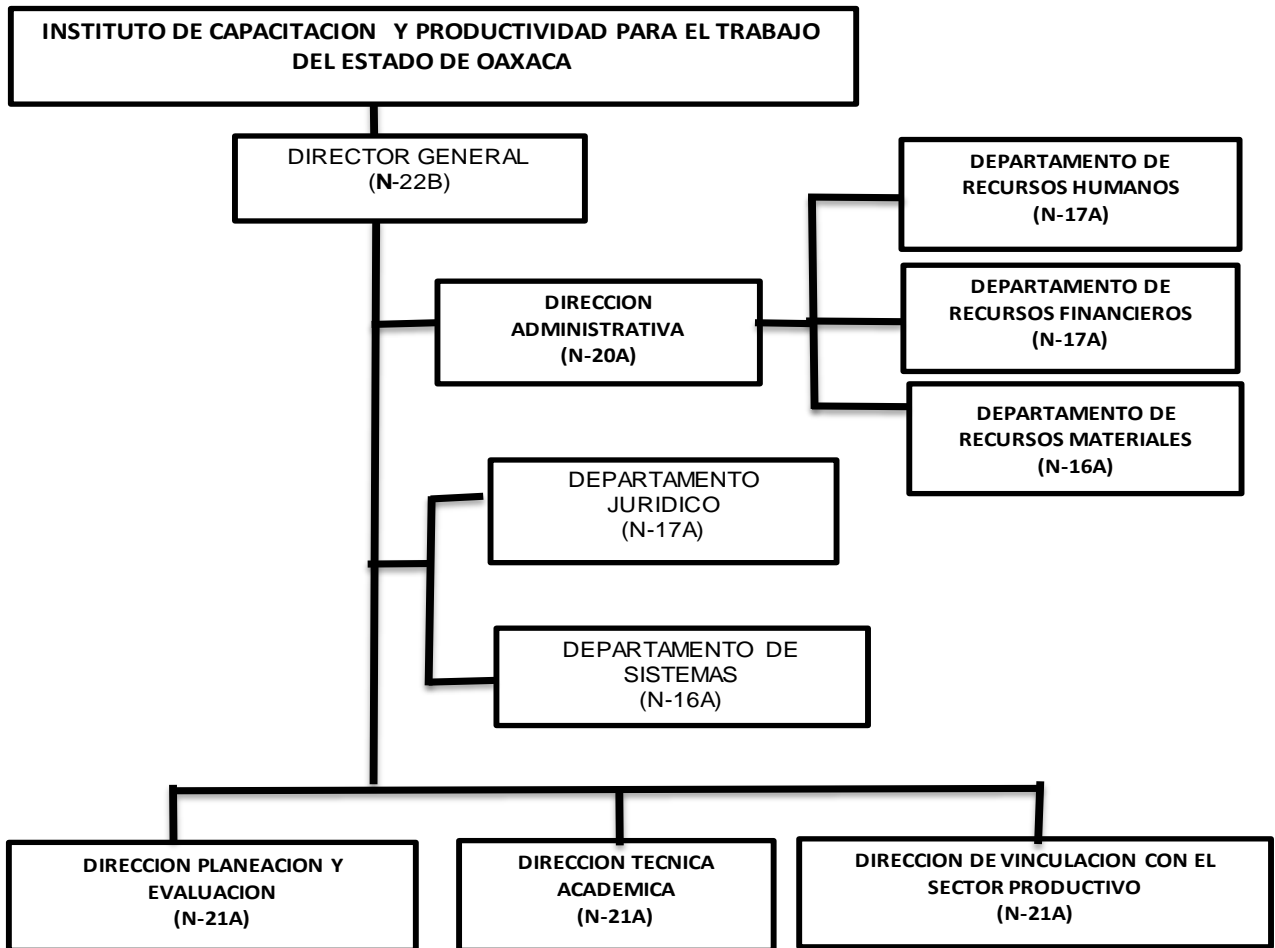 INSTITUTO DE CAPACITACION Y PRODUCTIVIDAD PARA EL TRABAJO
DEL ESTADO DE OAXACA
DIRECTOR GENERAL
(N-22B)
DEPARTAMENTO DE
RECURSOS HUMANOS
(N-17A)
DIRECCION
ADMINISTRATIVA
(N-20A)
DEPARTAMENTO DE
RECURSOS FINANCIEROS
(N-17A)
DEPARTAMENTO DE
RECURSOS MATERIALES
(N-16A)
DEPARTAMENTO
JURIDICO
(N-17A)
DEPARTAMENTO DE
SISTEMAS
(N-16A)
DIRECCION PLANEACION Y
EVALUACION
(N-21A)
DIRECCION TECNICA
ACADEMICA
(N-21A)
DIRECCION DE VINCULACION CON EL
SECTOR PRODUCTIVO
(N-21A)